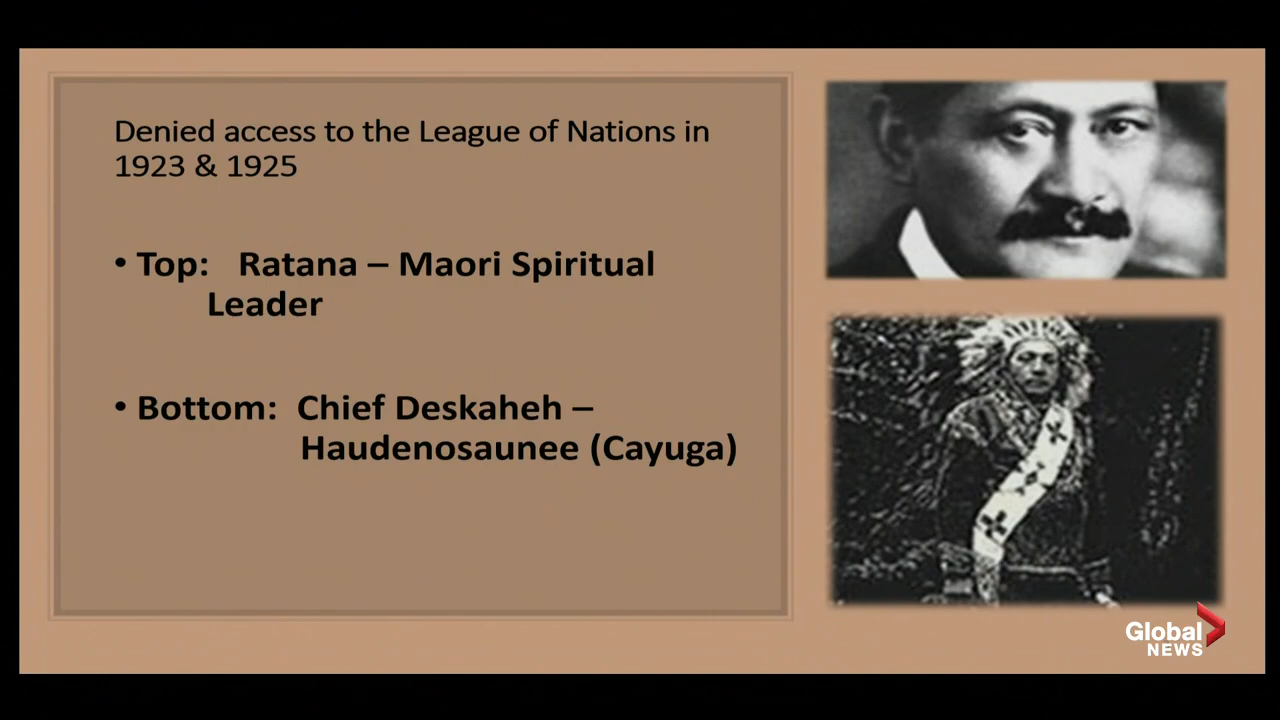 Denied access to the League of Nations in
1923 & 1925
• Top: Ratana – Maori Spiritual
Leader
• Bottom: Chief Deskaheh –
Haudenosaunee (Cayuga)
Global
NEWS